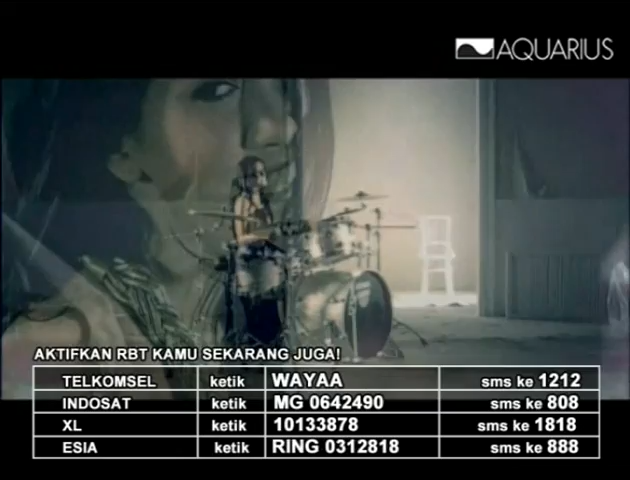 AQUARIUS
AKTIFKAN RBT KAMU SEKARANG JUGA!
TELKOMSEL ketik WAYAA sms ke 1212
INDOSAT ketik MG 0642490 sms ke 808
XL ketik 10133878 sms ke 1818
ESIA ketik RING 0312818 sms ke 888